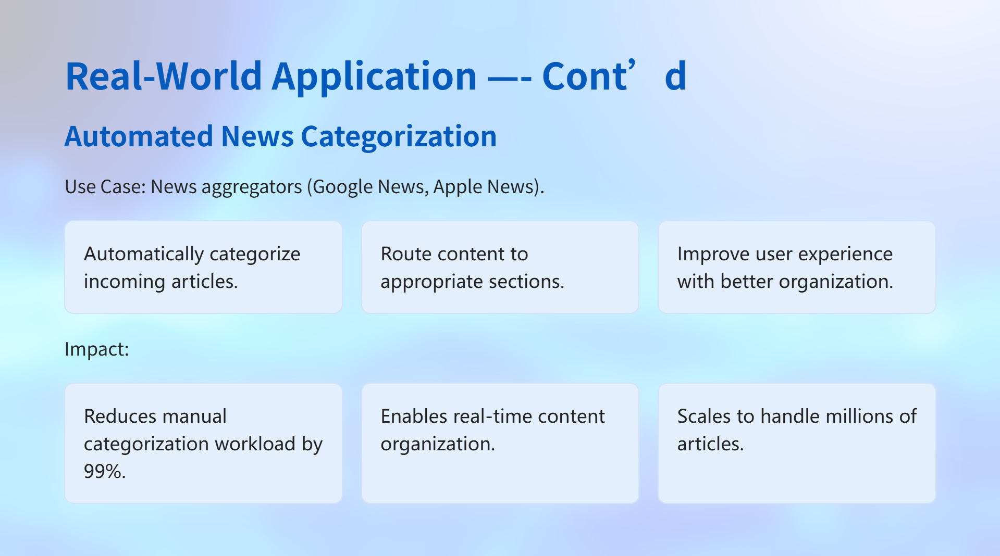 Real-World Application —- Cont’d
Automated News Categorization
Use Case: News aggregators (Google News, Apple News).
Automatically categorize
incoming articles.
Route content to
appropriate sections.
Improve user experience
with better organization.
Impact:
Reduces manual
categorization workload by
99%.
Enables real-time content
organization.
Scales to handle millions of
articles.